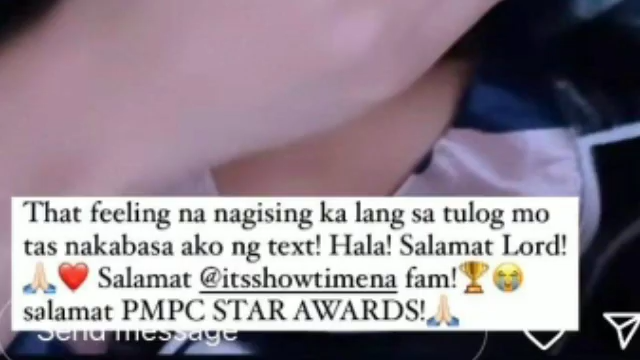 That feeling na nagising ka lang sa tulog mo
tas nakabasa ako ng text! Hala! Salamat Lord!
🙏🏻❤️ Salamat @itsshowtimena fam!🏆😭
salamat PMPC STAR AWARDS!🙏🏻
Send message